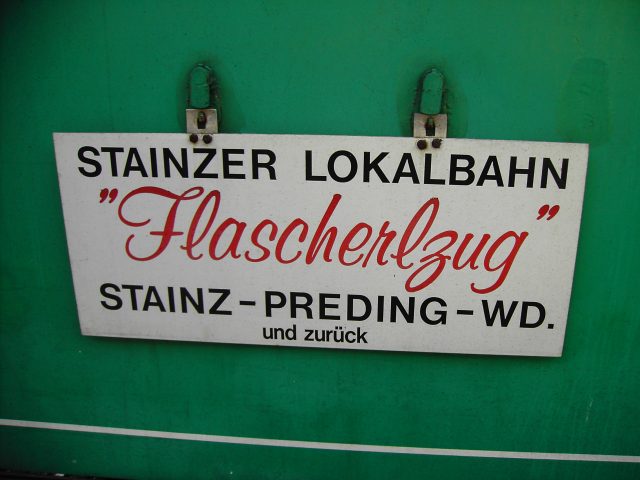 STAINZER LOKALBAHN
"Flascherlzug"
STAINZ-PREDING-WD.
und zurück